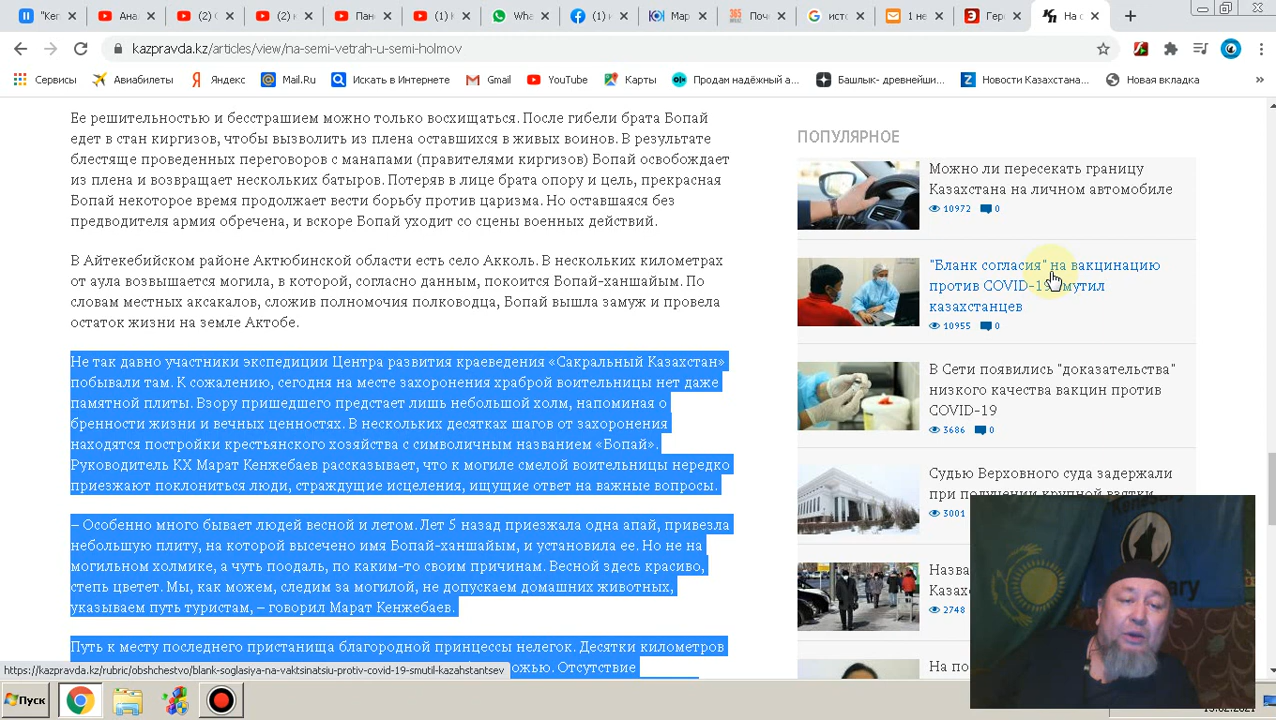 "Кег
Ана
(2) (
(2) к
Пан
(
Wha
(1) к
Мар
Поч
исто
1 не
Гер
На с
kazpravda.kz/articles/view/na-semi-vetrah-u-semi-holmov
Сервисы
Авиабилеты
Яндекс
Mail.Ru
Искать в Интернете
Gmail
YouTube
Карты
Продам надёжный а...
Башлык- древнейши...
Новости Казахстана...
Новая вкладка
»
Ее решительностью и бесстрашием можно только восхищаться. После гибели брата Бопай
едет в стан киргизов, чтобы вызволить из плена оставшихся в живых воинов. В результате
блестяще проведенных переговоров с манапами (правителями киргизов) Бопай освобождает
из плена и возвращает нескольких батыров. Потеряв в лице брата опору и цель, прекрасная
Бопай некоторое время продолжает вести борьбу против царизма. Но оставшаяся без
предводителя армия обречена, и вскоре Бопай уходит со сцены военных действий.
В Айтекебийском районе Актюбинской области есть село Акколь. В нескольких километрах
от аула возвышается могила, в которой, согласно данным, покоится Бопай-ханшайым. По
словам местных аксакалов, сложив полномочия полководца, Бопай вышла замуж и провела
остаток жизни на земле Актобе.
Не так давно участники экспедиции Центра развития краеведения «Сакральный Казахстан»
побывали там. К сожалению, сегодня на месте захоронения храброй воительницы нет даже
памятной плиты. Взору пришедшего предстает лишь небольшой холм, напоминая о
бренности жизни и вечных ценностях. В нескольких десятках шагов от захоронения
находятся постройки крестьянского хозяйства с символичным названием «Бопай».
Руководитель КХ Марат Кенжебаев рассказывает, что к могиле смелой воительницы нередко
приезжают поклониться люди, страждущие исцеления, ищущие ответ на важные вопросы.
– Особенно много бывает людей весной и летом. Лет 5 назад приезжала одна апай, привезла
небольшую плиту, на которой высечено имя Бопай-ханшайым, и установила ее. Но не на
могильном холмике, а чуть поодаль, по каким-то своим причинам. Весной здесь красиво,
степь цветет. Мы, как можем, следим за могилой, не допускаем домашних животных,
указываем путь туристам, – говорил Марат Кенжебаев.
Путь к месту последнего пристанища благородной принцессы нелегок. Десятки километров
ожью. Отсутствие
ПОПУЛЯРНОЕ
Можно ли пересекать границу
Казахстана на личном автомобиле
10972 0
"Бланк согласия" на вакцинацию
против COVID-19 смутил
казахстанцев
10955 0
В Сети появились "доказательства"
низкого качества вакцин против
COVID-19
3686 0
Судью Верховного суда задержали
при получении крупной взятки
3001
Назва
Казах
2748
На по
https://kazpravda.kz/rubric/obshchestvo/blank-soglasiya-na-vaktsinatsiu-protiv-covid-19-smutil-kazahstantsev
Пуск